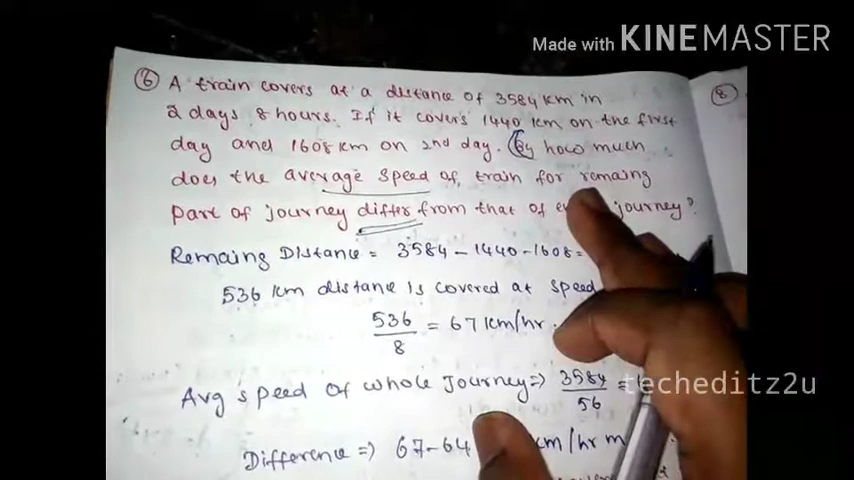 Made with KINEMASTER
6 A train covers at a distance of 3584 km in
2 days 8 hours. If it covers 1440 km on the first
day and 1608 km on 2nd day. By how much
does the average speed of train for remaing
part of journey differ from that of journey?
Remaing Distance = 3584 - 1440 - 1608 =
536 km distance is covered at speed
536/8 = 67 km/hr.
Avg speed of whole Journey => 3584/56 =
techeditz2u
Difference => 67-64 km/hr
8